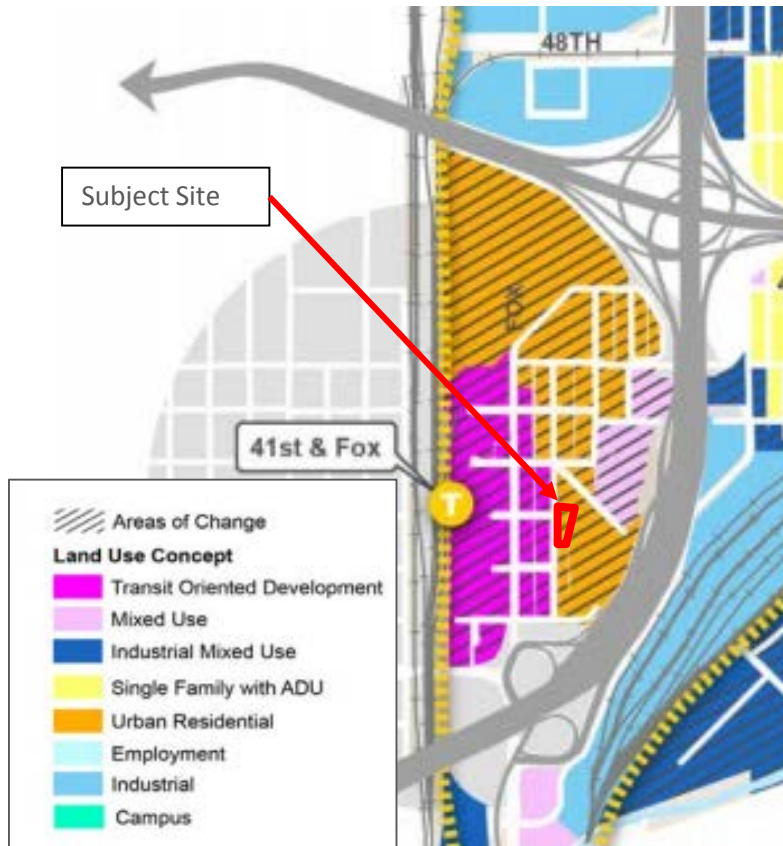 48TH
Subject Site
FOX
41st & Fox
T
Areas of Change
Land Use Concept
Transit Oriented Development
Mixed Use
Industrial Mixed Use
Single Family with ADU
Urban Residential
Employment
Industrial
Campus